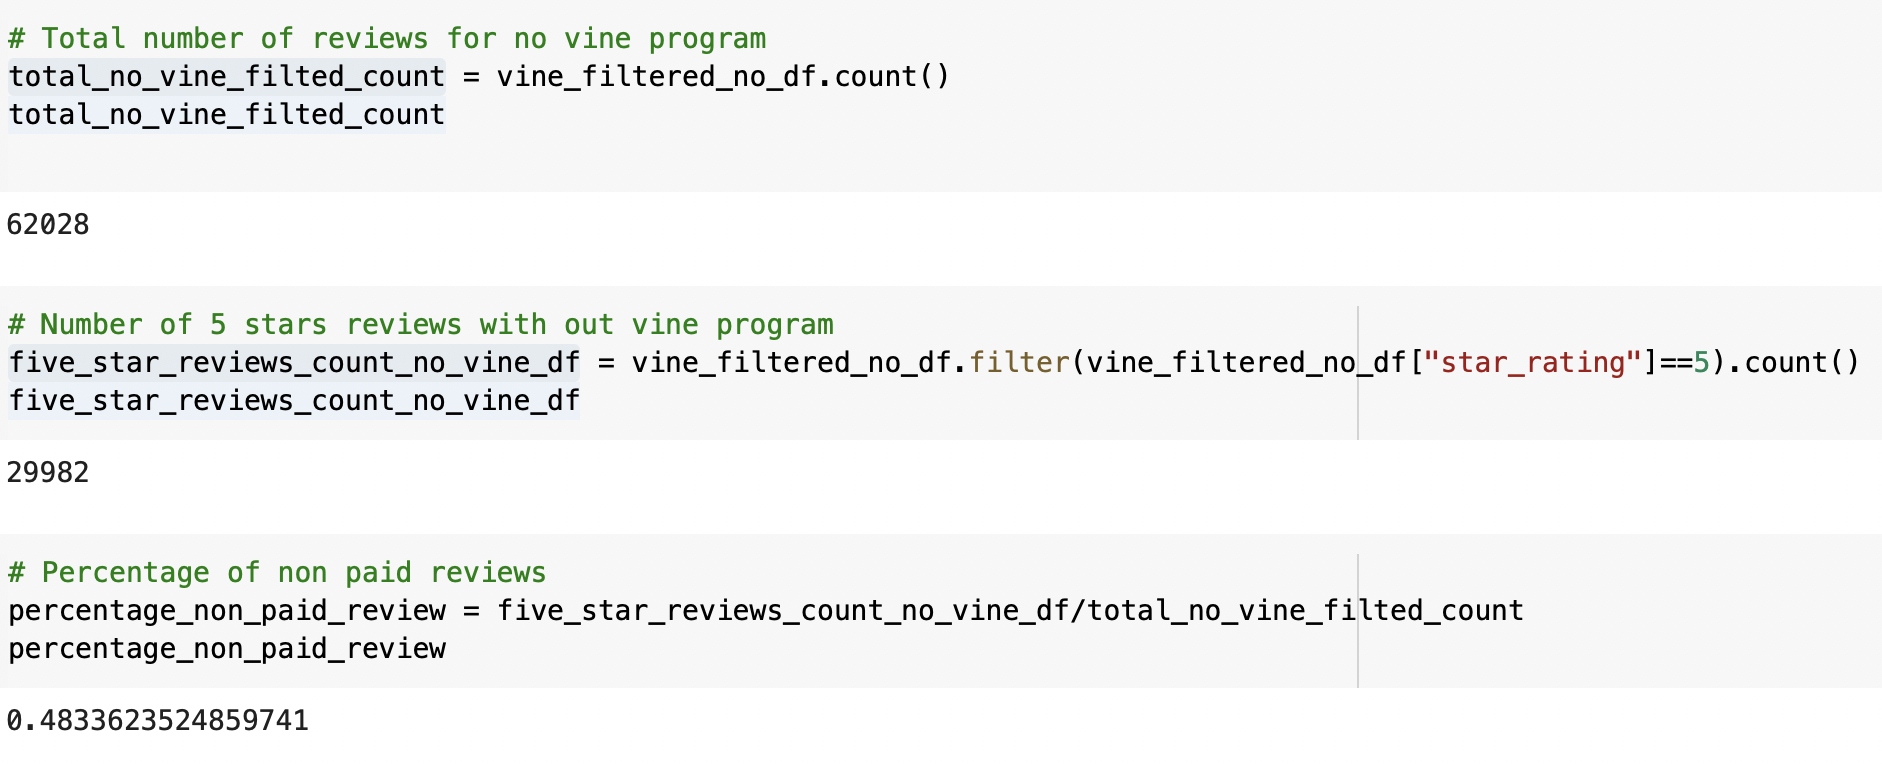 # Total number of reviews for no vine program
total_no_vine_filted_count = vine_filtered_no_df.count()
total_no_vine_filted_count
62028
# Number of 5 stars reviews with out vine program
five_star_reviews_count_no_vine_df = vine_filtered_no_df.filter(vine_filtered_no_df["star_rating"]==5).count()
five_star_reviews_count_no_vine_df
29982
# Percentage of non paid reviews
percentage_non_paid_review = five_star_reviews_count_no_vine_df/total_no_vine_filted_count
percentage_non_paid_review
0.4833623524859741